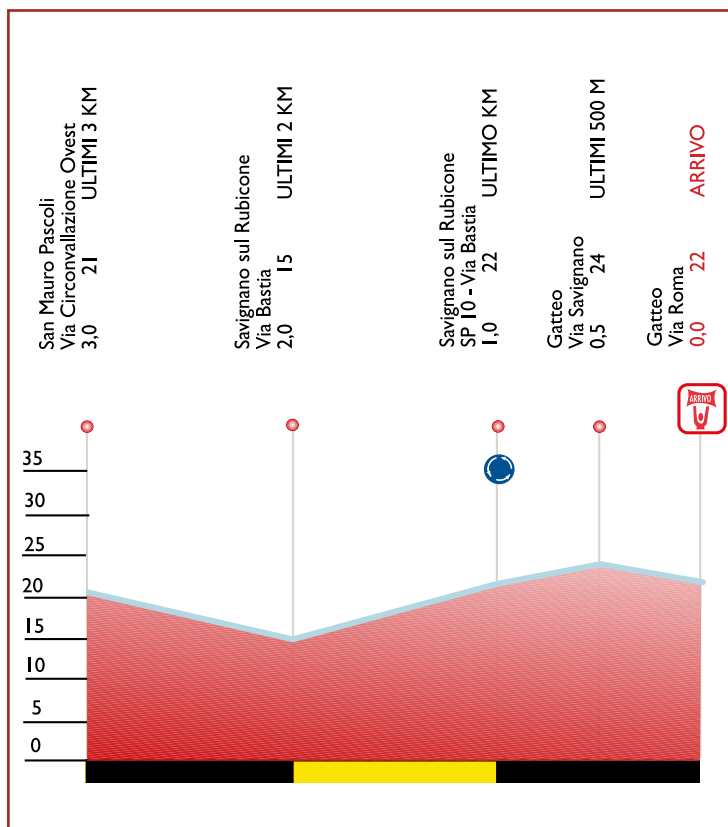 San Mauro Pascoli
Via Circonvallazione Ovest
3,0 21 ULTIMI 3 KM
Savignano sul Rubicone
Via Bastia
2,0 15 ULTIMI 2 KM
Savignano sul Rubicone
SP 10 - Via Bastia
1,0 22 ULTIMO KM
Gatteo
Via Savignano
0,5 24 ULTIMI 500 M
Gatteo
Via Roma
0,0 22 ARRIVO
ARRIVO
35
30
25
20
15
10
5
0